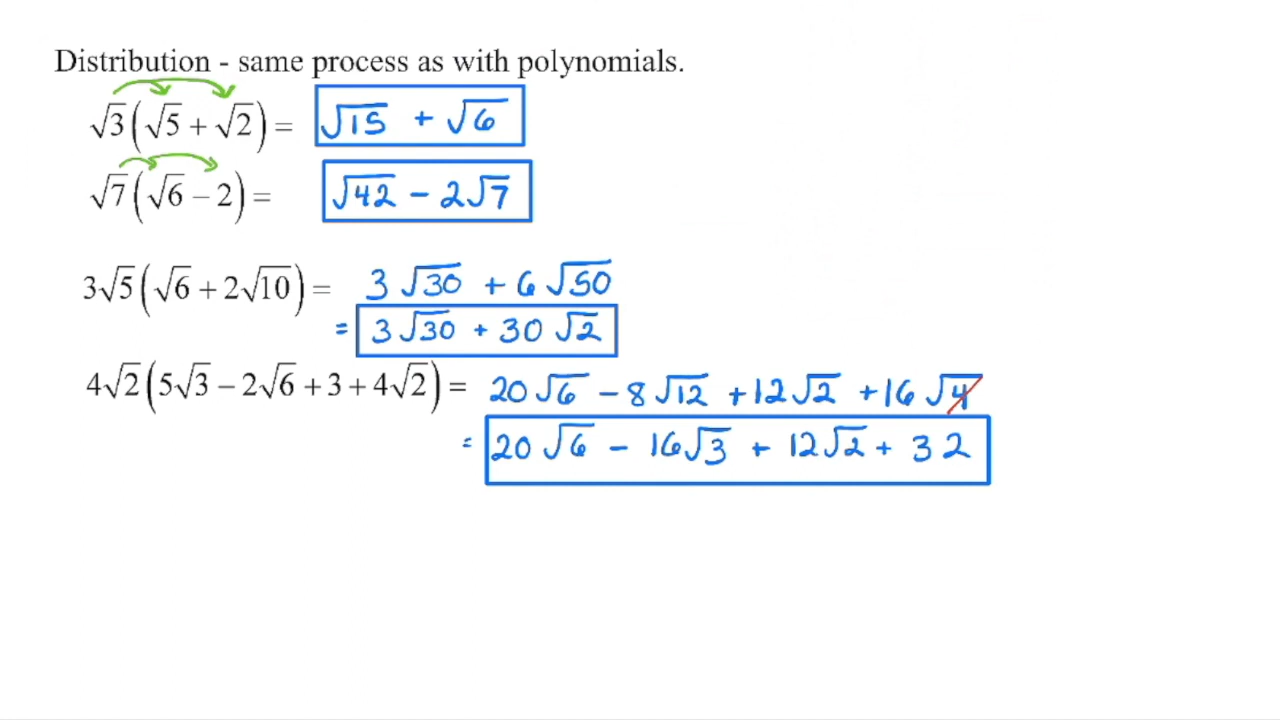 Distribution - same process as with polynomials.
√3(√5 + √2) = √15 + √6
√7(√6 − 2) = √42 − 2√7
3√5(√6 + 2√10) = 3√30 + 6√50
= 3√30 + 30√2
4√2(5√3 − 2√6 + 3 + 4√2) = 20√6 − 8√12 + 12√2 + 16√4
= 20√6 − 16√3 + 12√2 + 32